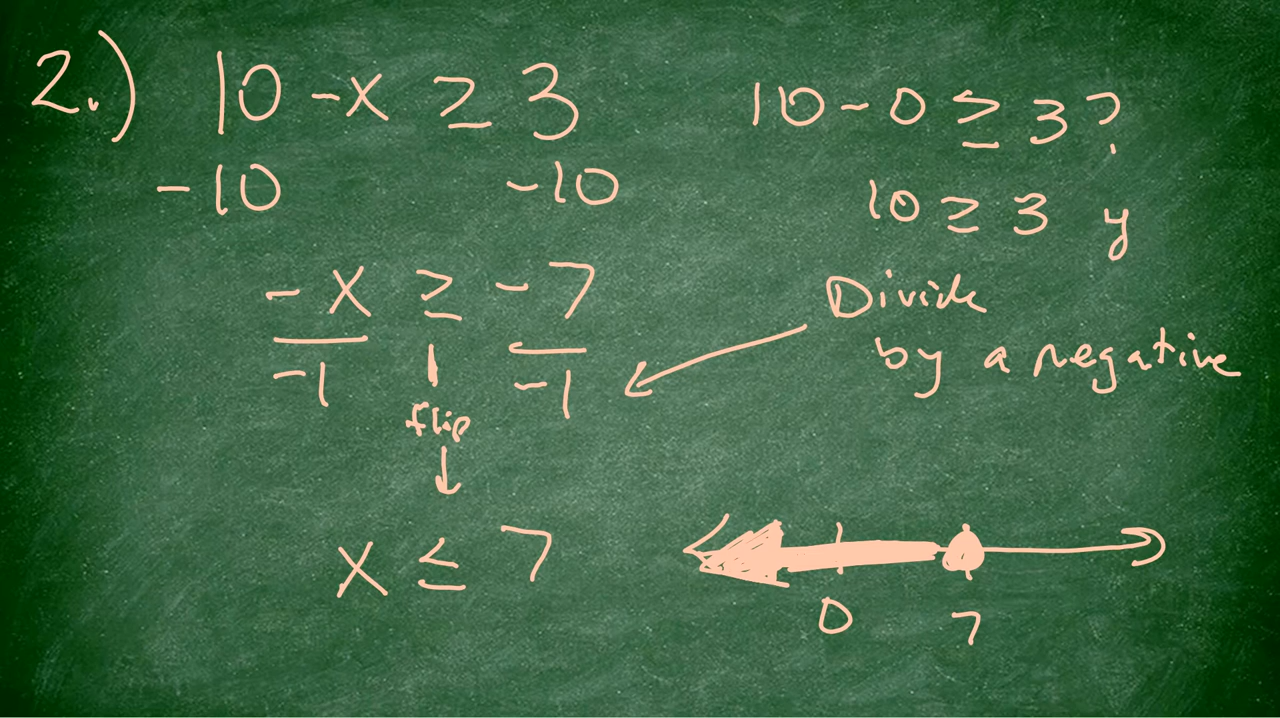 2.) 10 - x ≥ 3
-10 -10
-x ≥ -7
-1 -1
flip
x ≤ 7
10 - 0 ≥ 3 ?
10 ≥ 3 y
Divide
by a negative
0 7